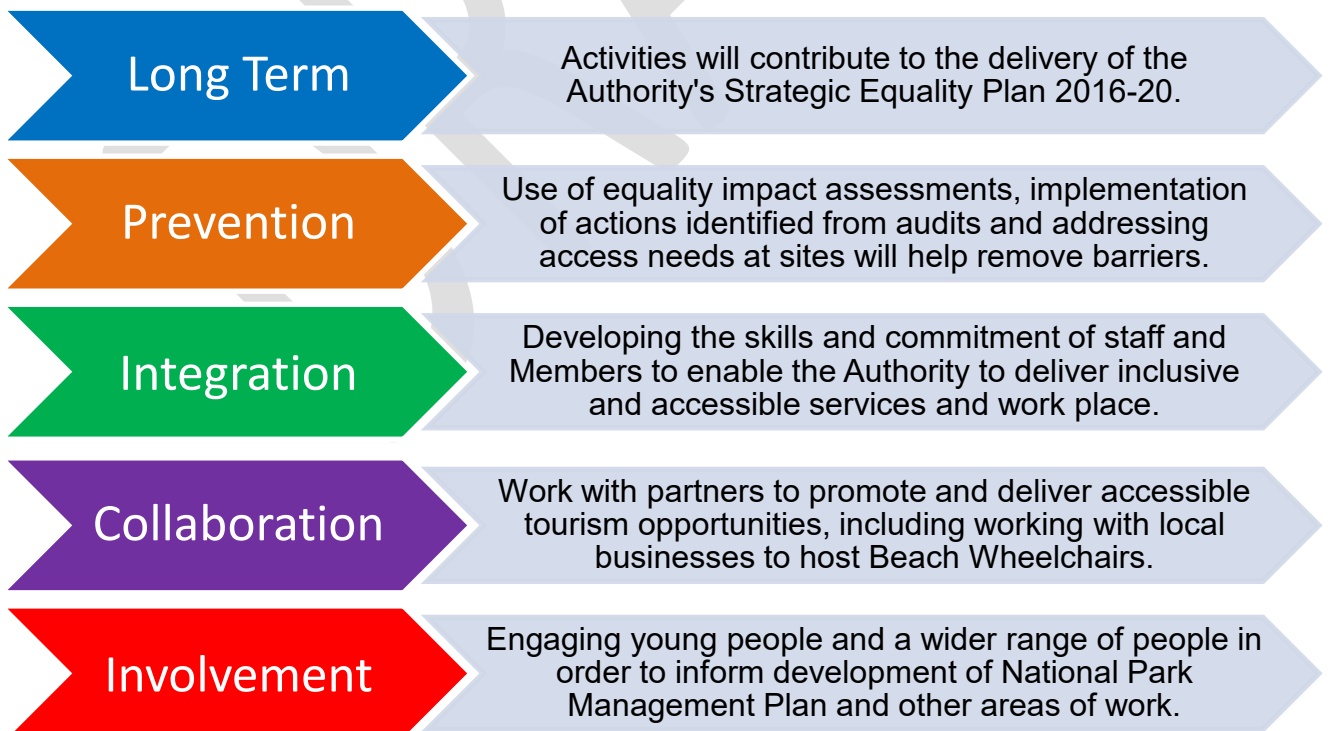 Long Term
Activities will contribute to the delivery of the
Authority's Strategic Equality Plan 2016-20.
Prevention
Use of equality impact assessments, implementation
of actions identified from audits and addressing
access needs at sites will help remove barriers.
Integration
Developing the skills and commitment of staff and
Members to enable the Authority to deliver inclusive
and accessible services and work place.
Collaboration
Work with partners to promote and deliver accessible
tourism opportunities, including working with local
businesses to host Beach Wheelchairs.
Involvement
Engaging young people and a wider range of people in
order to inform development of National Park
Management Plan and other areas of work.